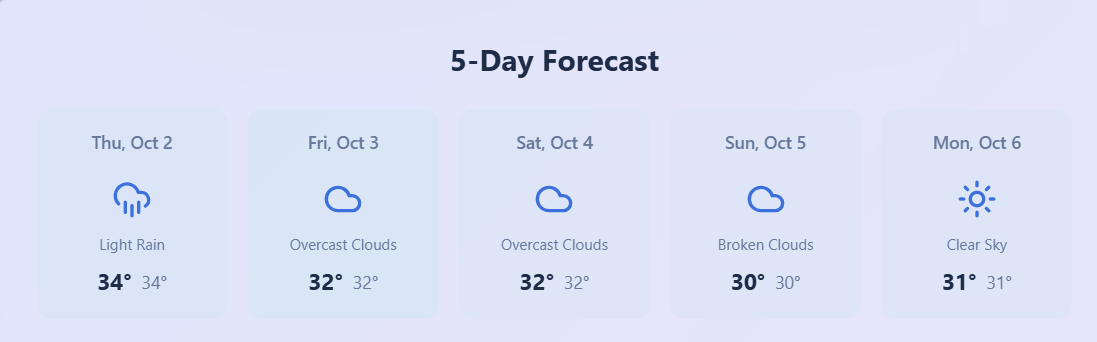 5-Day Forecast
Thu, Oct 2
Light Rain
34° 34°
Fri, Oct 3
Overcast Clouds
32° 32°
Sat, Oct 4
Overcast Clouds
32° 32°
Sun, Oct 5
Broken Clouds
30° 30°
Mon, Oct 6
Clear Sky
31° 31°